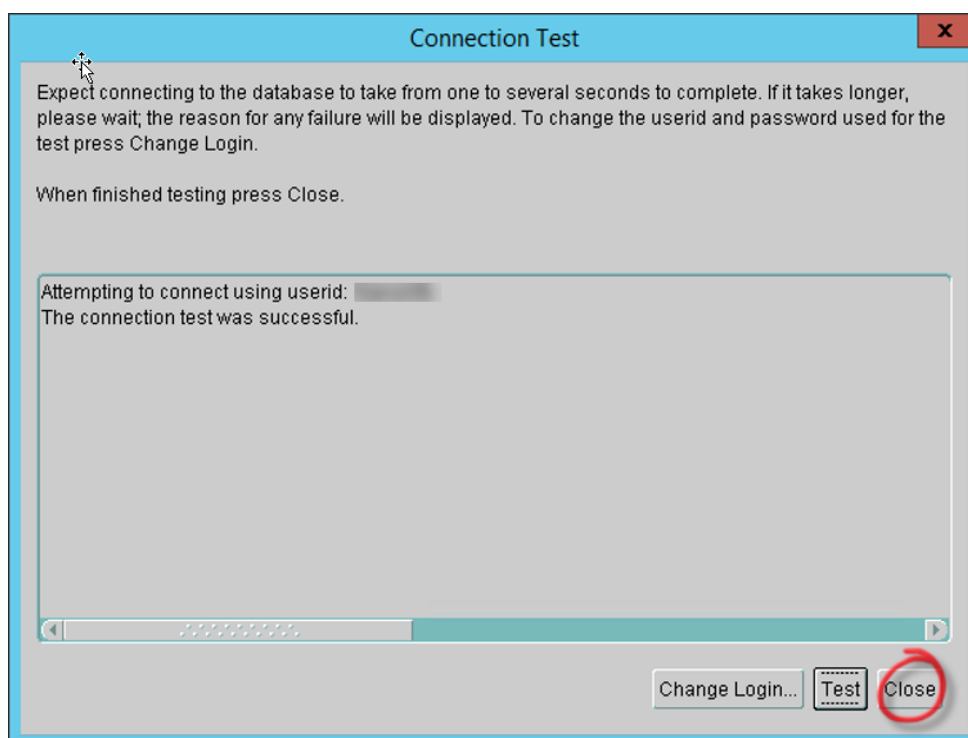 Connection Test
x
Expect connecting to the database to take from one to several seconds to complete. If it takes longer,
please wait; the reason for any failure will be displayed. To change the userid and password used for the
test press Change Login.
When finished testing press Close.
Attempting to connect using userid:
The connection test was successful.
Change Login... Test Close